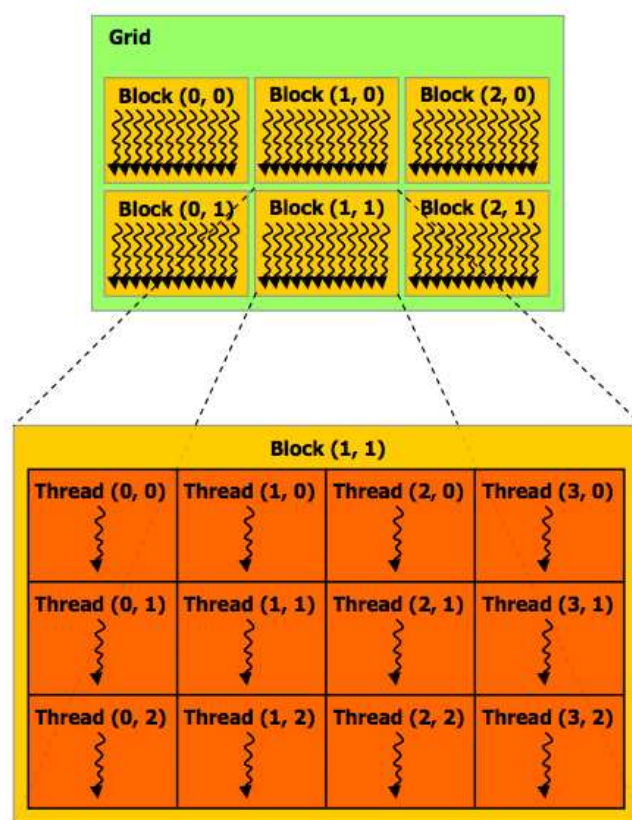 Grid
Block (0, 0) Block (1, 0) Block (2, 0)
Block (0, 1) Block (1, 1) Block (2, 1)
Block (1, 1)
Thread (0, 0) Thread (1, 0) Thread (2, 0) Thread (3, 0)
Thread (0, 1) Thread (1, 1) Thread (2, 1) Thread (3, 1)
Thread (0, 2) Thread (1, 2) Thread (2, 2) Thread (3, 2)